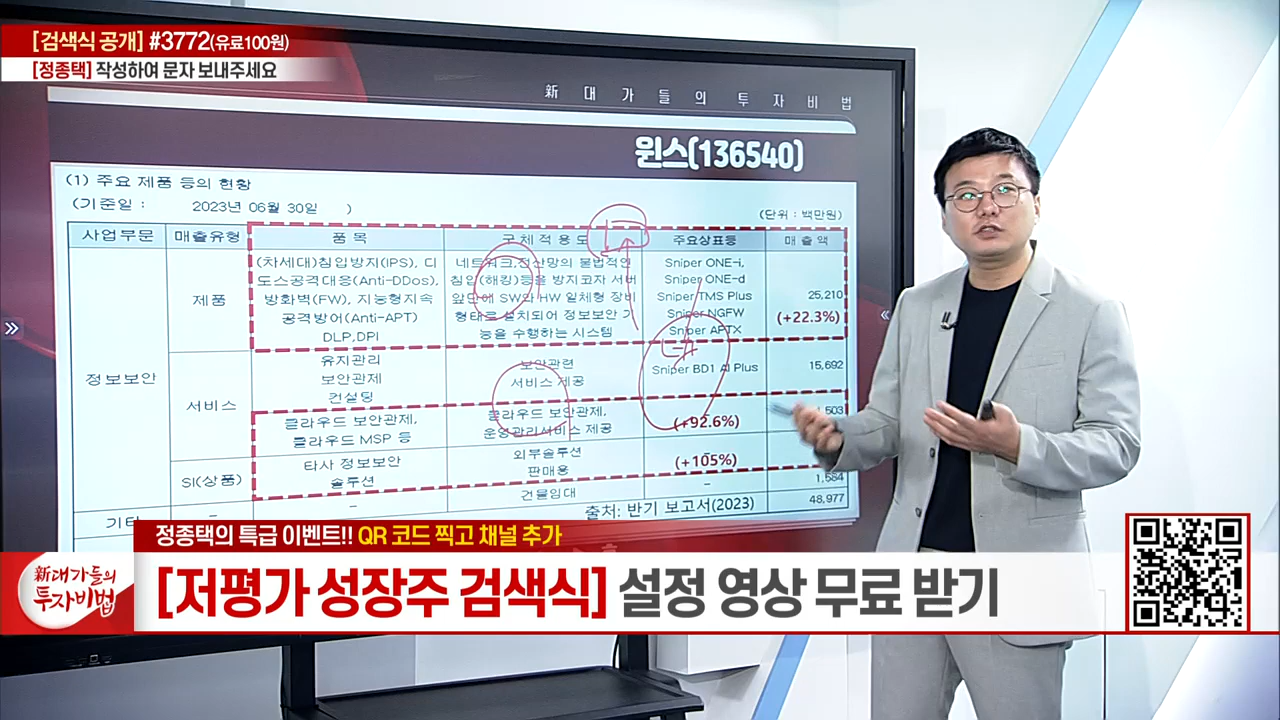 [검색식 공개] #3772(유료100원)
[정종택] 작성하여 문자 보내주세요
新 대가들의 투자비법
윈스(136540)
(1) 주요 제품 등의 현황
(기준일 : 2023년 06월 30일 )
(단위 : 백만원)
사업부문 매출유형 품 목 구체적용도 주요상표등 매 출 액
정보보안
제품
(차세대)침입방지(IPS), 디
도스공격대응(Anti-DDos),
방화벽(FW), 지능형지속
공격방어(Anti-APT)
DLP,DPI
네트워크,전산망의 불법적인
침입(해킹)등을 방지코자 서버
앞단에 SW와 HW 일체형 장비
형태로 설치되어 정보보안 기
능을 수행하는 시스템
Sniper ONE-i,
Sniper ONE-d
Sniper TMS Plus
Sniper NGFW
Sniper APTX
25,210
(+22.3%)
서비스
유지관리
보안관제
컨설팅
보안관련
서비스 제공
Sniper BD1 AI Plus
15,692
클라우드 보안관제,
클라우드 MSP 등
클라우드 보안관제,
운영관리서비스 제공
(+92.6%)
503
SI(상품)
타사 정보보안
솔루션
외부솔루션
판매용
(+105%)
기타 – – 건물임대 – 1,584
48,977
출처: 반기 보고서(2023)
정종택의 특급 이벤트!! QR 코드 찍고 채널 추가
新대가들의
투자비법
[저평가 성장주 검색식] 설정 영상 무료 받기